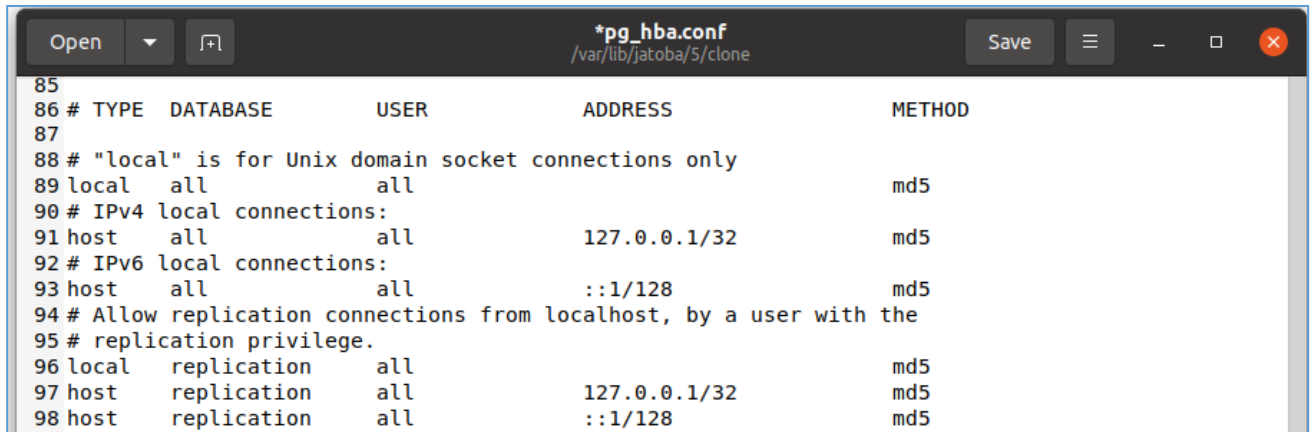 Open
*pg_hba.conf
/var/lib/jatoba/5/clone
Save
85
86 # TYPE  DATABASE        USER            ADDRESS                 METHOD
87
88 # "local" is for Unix domain socket connections only
89 local   all             all                                     md5
90 # IPv4 local connections:
91 host    all             all             127.0.0.1/32            md5
92 # IPv6 local connections:
93 host    all             all             ::1/128                 md5
94 # Allow replication connections from localhost, by a user with the
95 # replication privilege.
96 local   replication     all                                     md5
97 host    replication     all             127.0.0.1/32            md5
98 host    replication     all             ::1/128                 md5